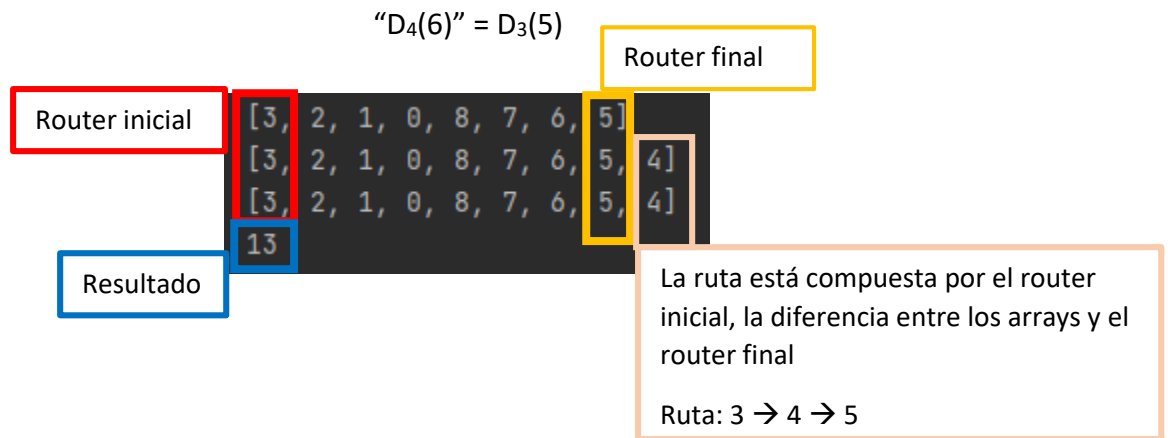 “D₄(6)” = D₃(5)
Router final
Router inicial
[3, 2, 1, 0, 8, 7, 6, 5]
[3, 2, 1, 0, 8, 7, 6, 5, 4]
[3, 2, 1, 0, 8, 7, 6, 5, 4]
13
Resultado
La ruta está compuesta por el router
inicial, la diferencia entre los arrays y el
router final
Ruta: 3 → 4 → 5